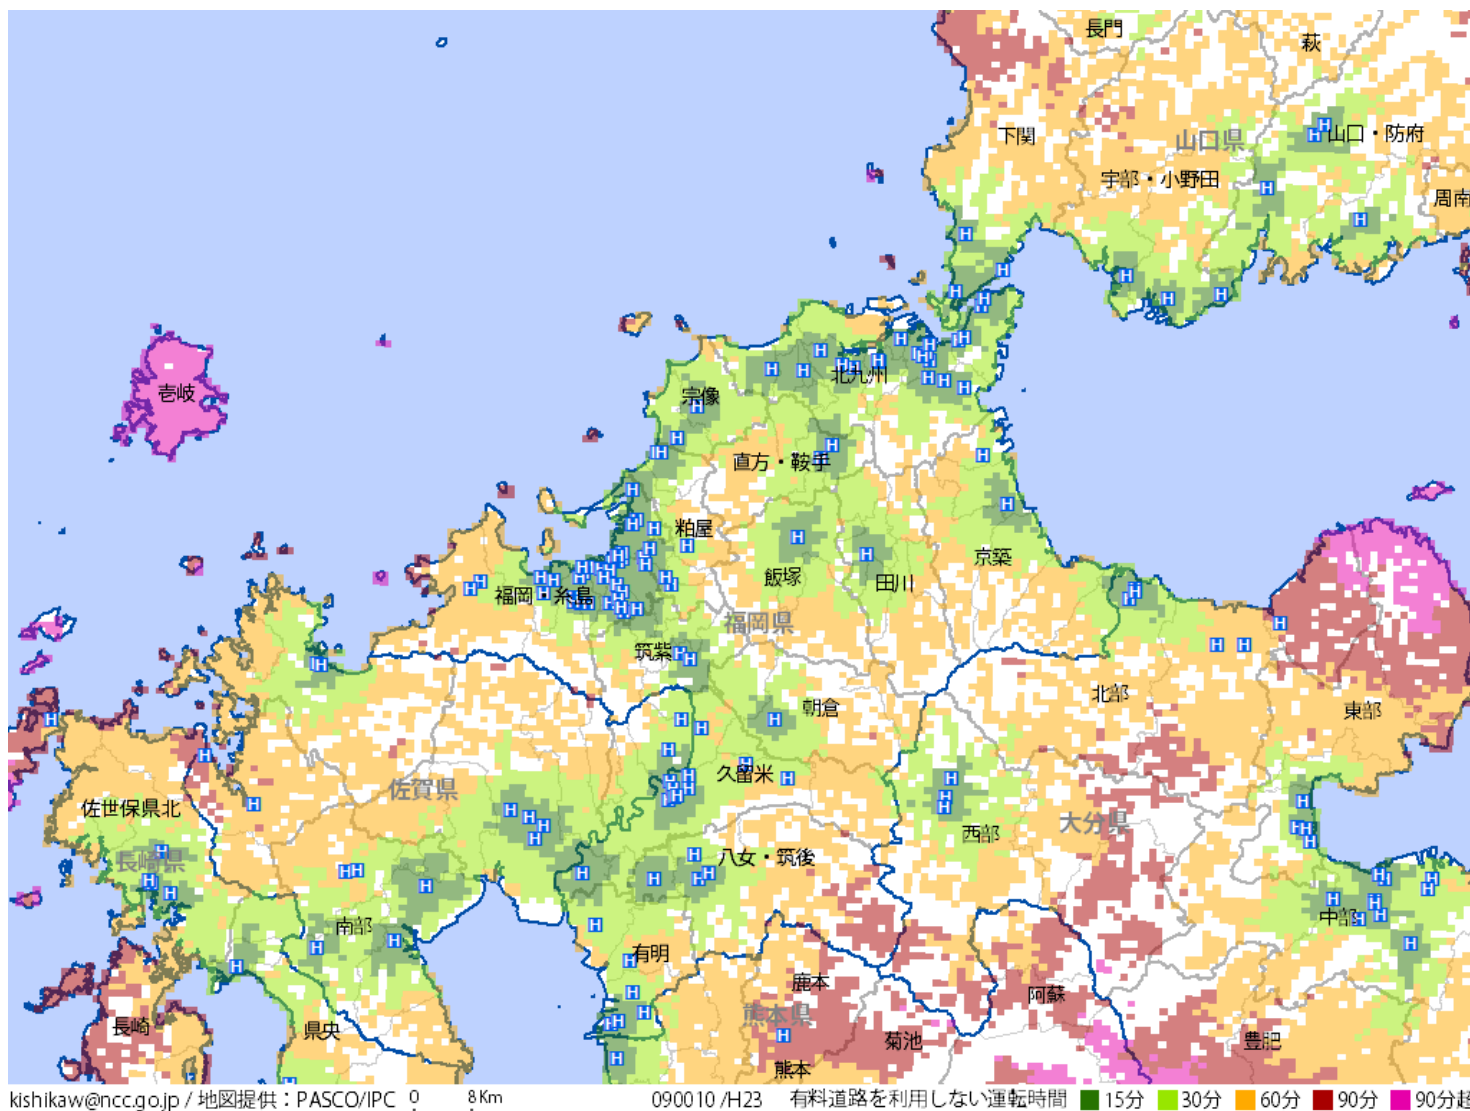 長門
萩
山口・防府
下関
山口県
宇部・小野田
周南
壱岐
北九州
宗像
直方・鞍手
粕屋
京築
飯塚
田川
福岡・糸島
福岡県
筑紫
北部
朝倉
東部
久留米
佐賀県
佐世保県北
大分県
西部
八女・筑後
長崎県
中部
南部
有明
鹿本
阿蘇
熊本県
長崎
県央
菊池
豊肥
熊本
kishikaw@ncc.go.jp / 地図提供：PASCO/IPC 0 8Km 090010 /H23 有料道路を利用しない運転時間 15分 30分 60分 90分 90分超